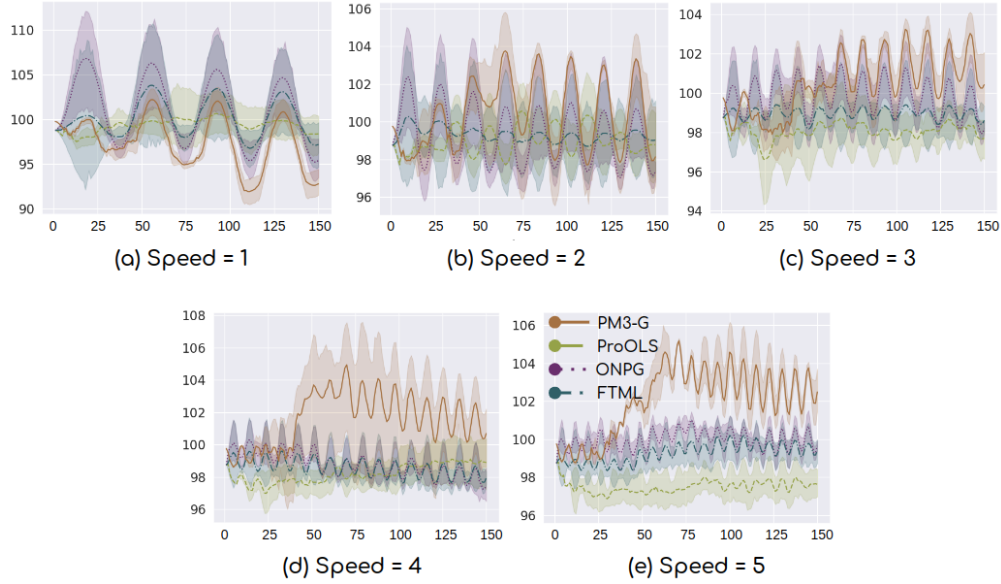 110
105
100
95
90
0 25 50 75 100 125 150
(a) Speed = 1
106
104
102
100
98
96
0 25 50 75 100 125 150
(b) Speed = 2
104
102
100
98
96
94
0 25 50 75 100 125 150
(c) Speed = 3
108
106
104
102
100
98
96
0 25 50 75 100 125 150
(d) Speed = 4
106
104
102
100
98
96
PM3-G
ProOLS
ONPG
FTML
0 25 50 75 100 125 150
(e) Speed = 5